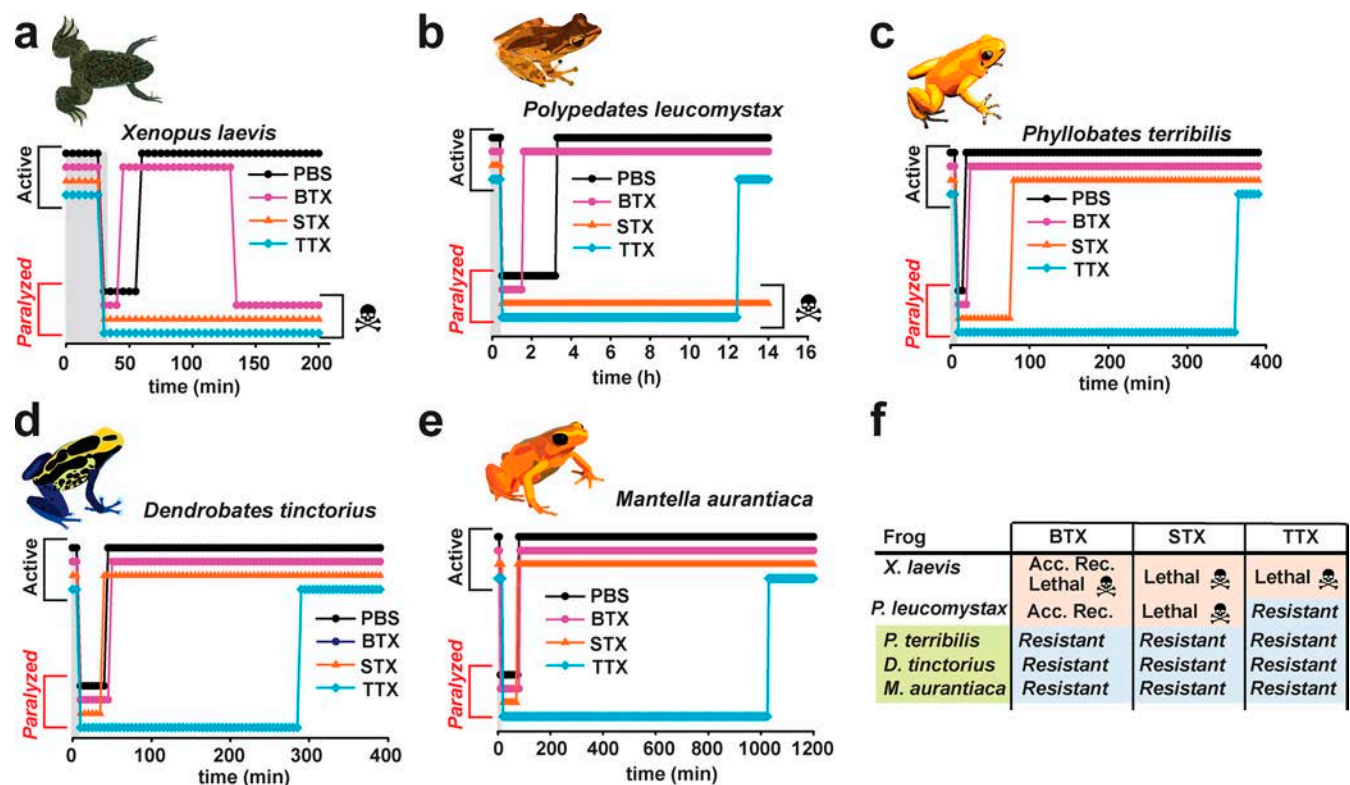 a
Xenopus laevis
Active
Paralyzed
PBS
BTX
STX
TTX
0 50 100 150 200
time (min)
b
Polypedates leucomystax
Active
Paralyzed
PBS
BTX
STX
TTX
0 2 4 6 8 10 12 14 16
time (h)
c
Phyllobates terribilis
Active
Paralyzed
PBS
BTX
STX
TTX
0 100 200 300 400
time (min)
d
Dendrobates tinctorius
Active
Paralyzed
PBS
BTX
STX
TTX
0 100 200 300 400
time (min)
e
Mantella aurantiaca
Active
Paralyzed
PBS
BTX
STX
TTX
0 200 400 600 800 1000 1200
time (min)
f
Frog BTX STX TTX
X. laevis Acc. Rec. Lethal Lethal Lethal
P. leucomystax Acc. Rec. Lethal Resistant
P. terribilis Resistant Resistant Resistant
D. tinctorius Resistant Resistant Resistant
M. aurantiaca Resistant Resistant Resistant